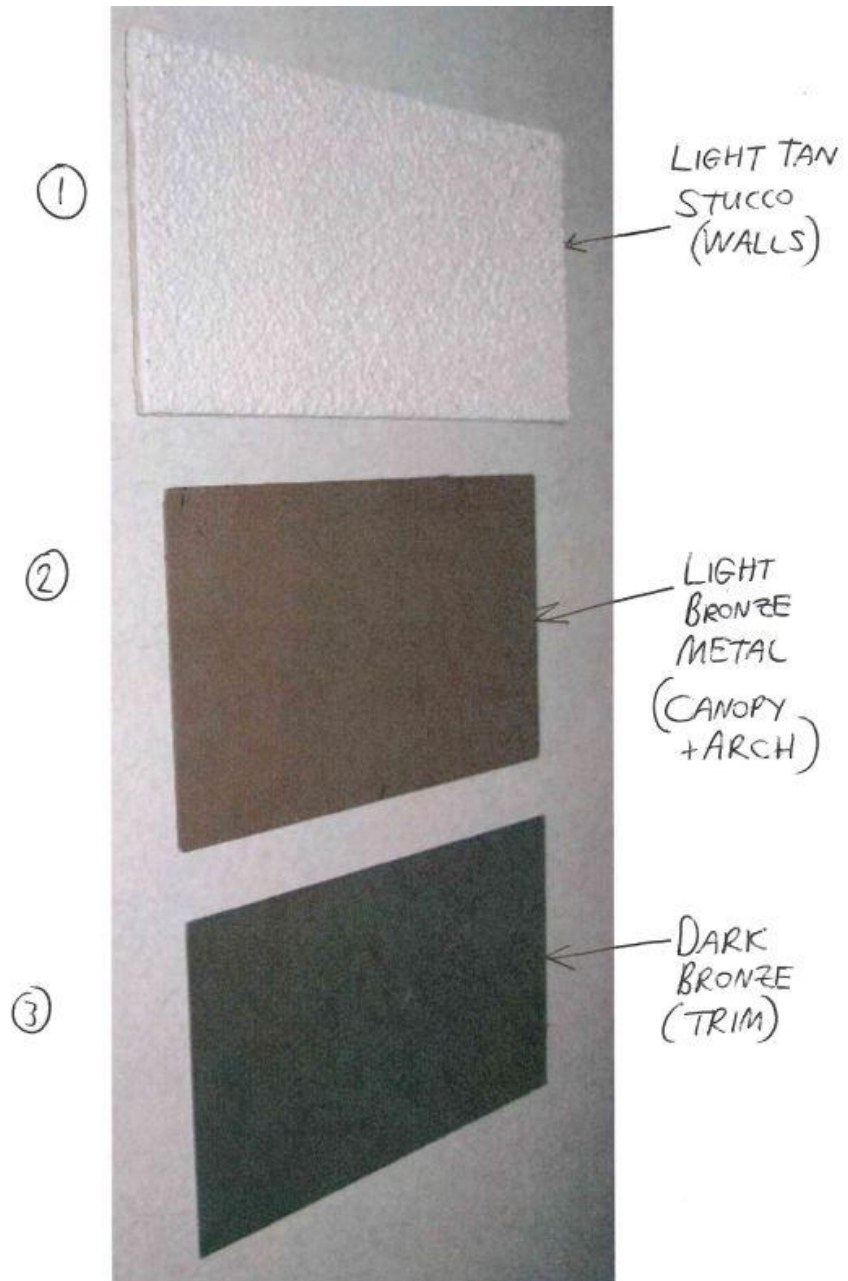 ①
LIGHT TAN
STUCCO
(WALLS)
②
LIGHT
BRONZE
METAL
(CANOPY
+ARCH)
③
DARK
BRONZE
(TRIM)